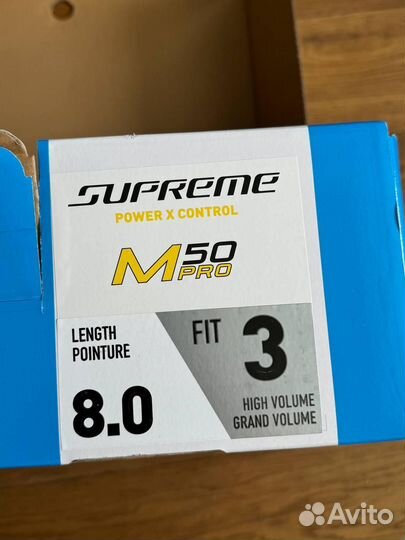 SUPREME
POWER X CONTROL
M50 PRO
LENGTH
POINTURE
8.0
FIT 3
HIGH VOLUME
GRAND VOLUME
Avito